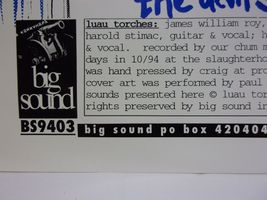 the devil
luau torches: james william roy,
harold stimac, guitar & vocal; h
& vocal. recorded by our chum m
days in 10/94 at the slaughterho
was hand pressed by craig at pro
cover art was performed by paul
sounds presented here © luau torc
rights preserved by big sound in
big
sound
BS9403
big sound po box 420404